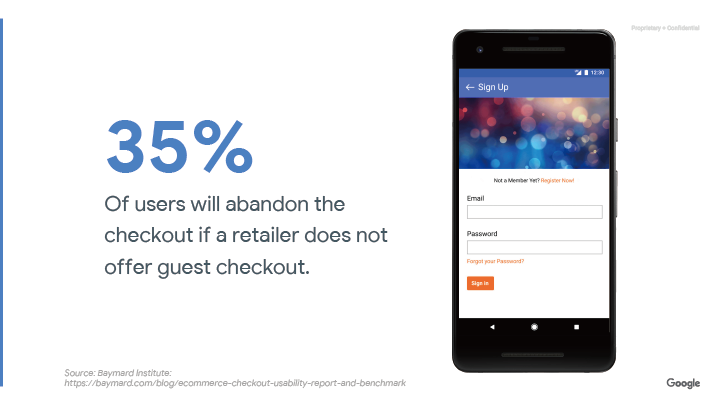 Proprietary + Confidential
35%
Of users will abandon the
checkout if a retailer does not
offer guest checkout.
12:30
← Sign Up
Not a Member Yet? Register Now!
Email
Password
Forgot your Password?
Sign in
Source: Baymard Institute:
https://baymard.com/blog/ecommerce-checkout-usability-report-and-benchmark
Google